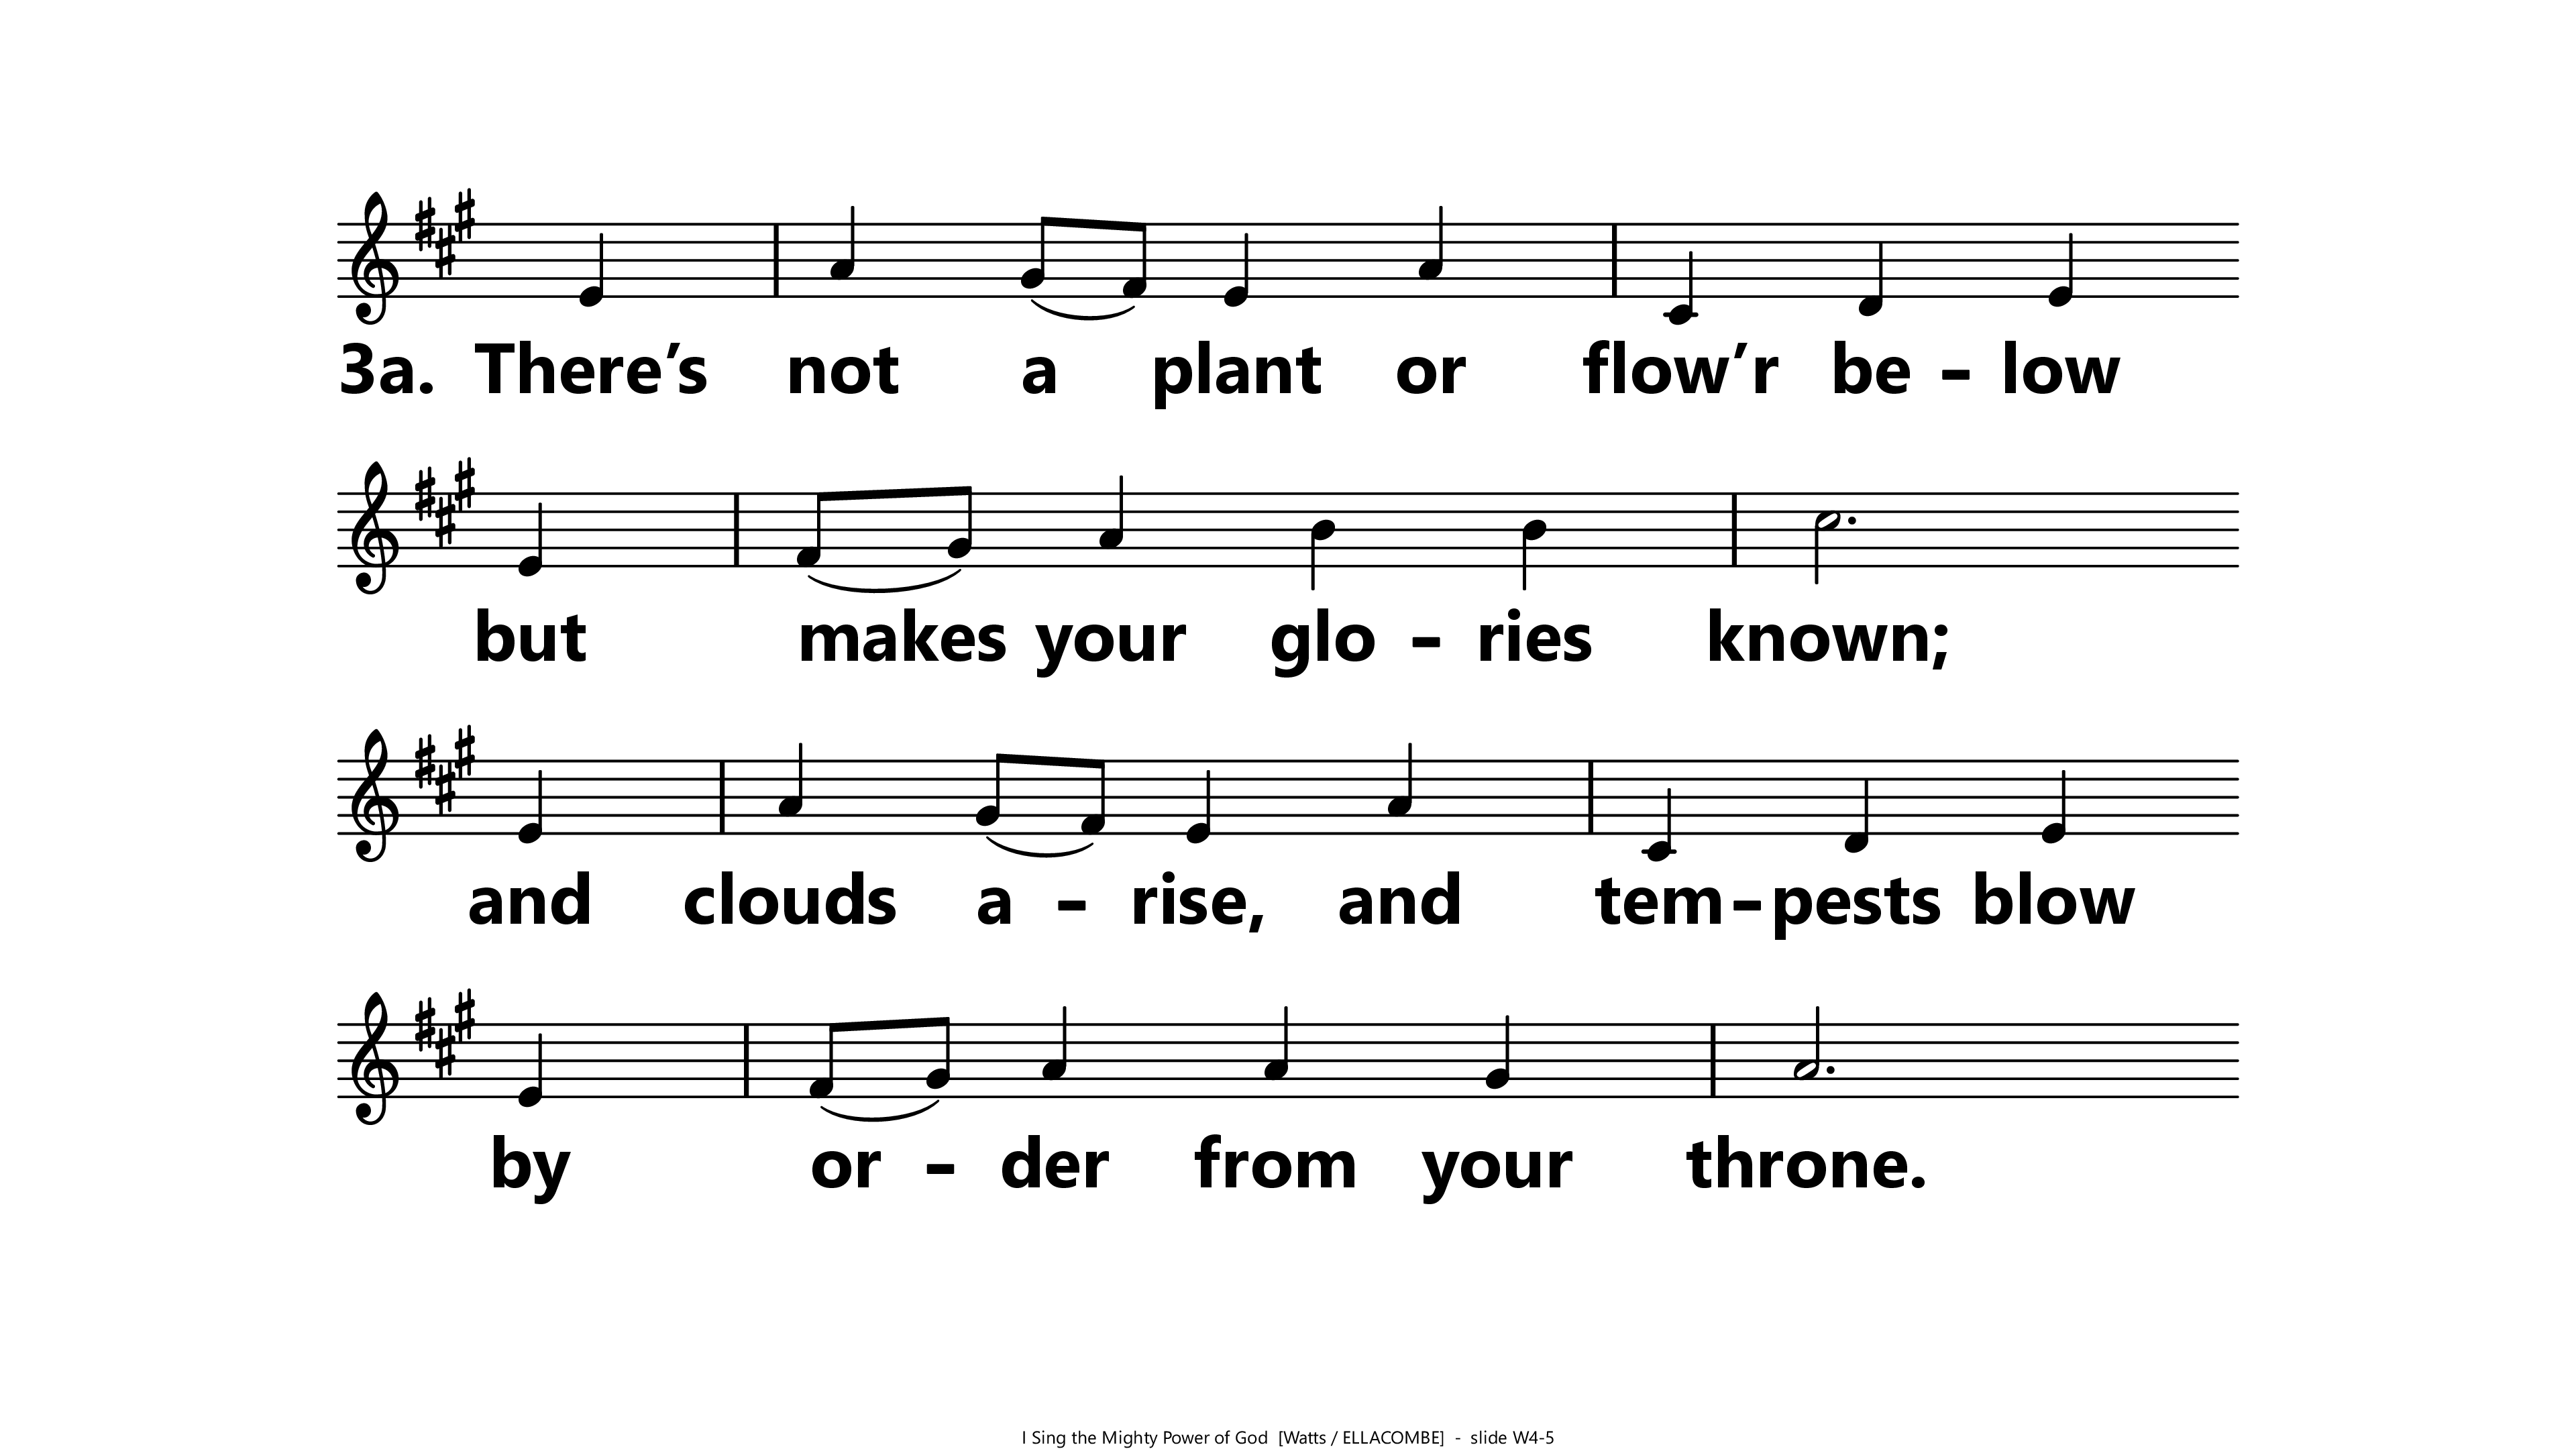 3a. There’s not a plant or flow’r be - low
but makes your glo - ries known;
and clouds a - rise, and tem-pests blow
by or - der from your throne.
I Sing the Mighty Power of God [Watts / ELLACOMBE] - slide W4-5